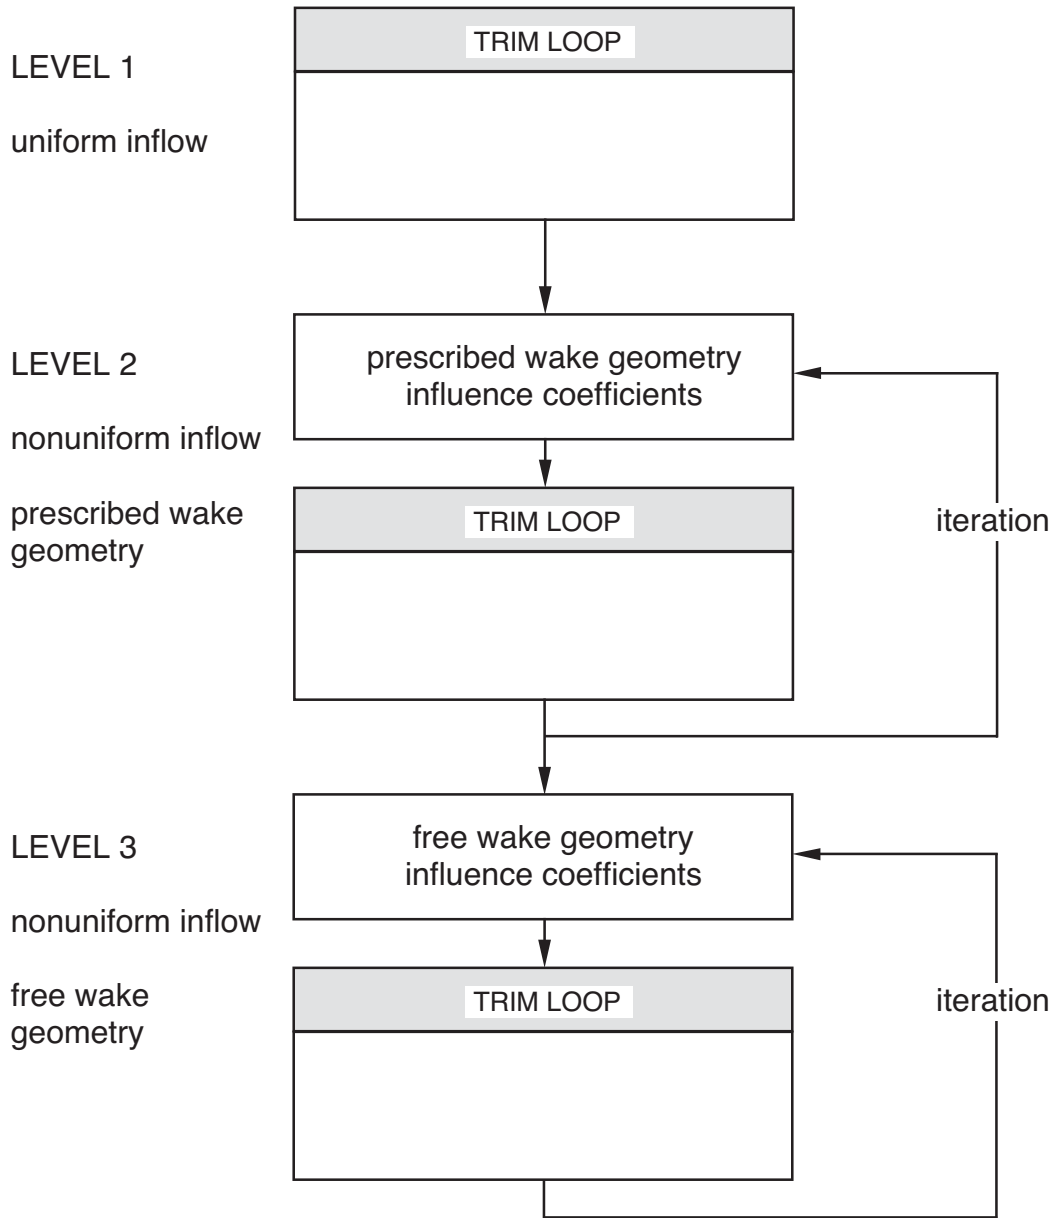 LEVEL 1
uniform inflow
TRIM LOOP
LEVEL 2
nonuniform inflow
prescribed wake
geometry
prescribed wake geometry
influence coefficients
TRIM LOOP
iteration
LEVEL 3
nonuniform inflow
free wake
geometry
free wake geometry
influence coefficients
TRIM LOOP
iteration